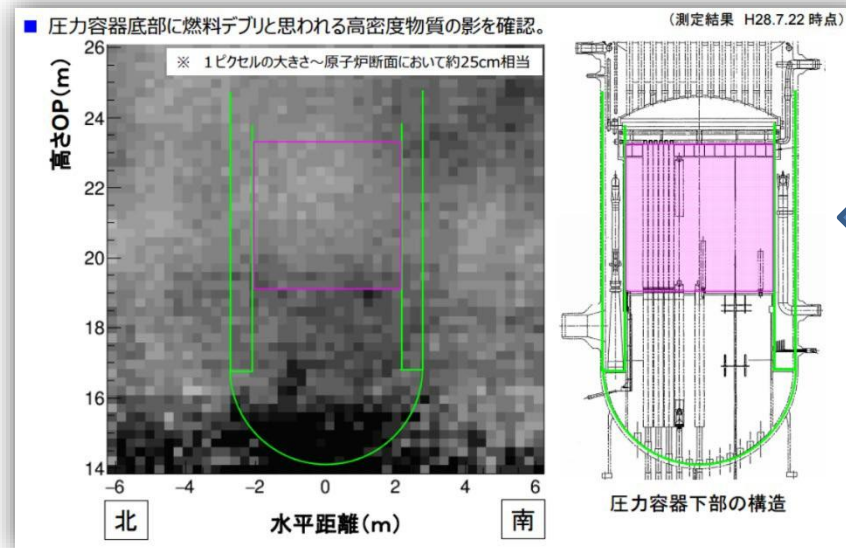 ■ 圧力容器底部に燃料デブリと思われる高密度物質の影を確認。
(測定結果 H28.7.22 時点)
※ 1ピクセルの大きさ～原子炉断面において約25cm相当
高さOP(m)
26
24
22
20
18
16
14
−6 −4 −2 0 2 4 6
北
水平距離(m)
南
圧力容器下部の構造